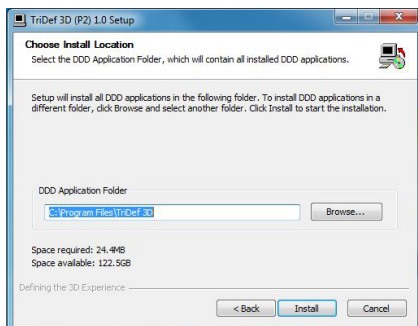 TriDef 3D (P2) 1.0 Setup
Choose Install Location
Select the DDD Application Folder, which will contain all installed DDD applications.
Setup will install all DDD applications in the following folder. To install DDD applications in a
different folder, click Browse and select another folder. Click Install to start the installation.
DDD Application Folder
C:\Program Files\TriDef 3D
Browse...
Space required: 24.4MB
Space available: 122.5GB
Defining the 3D Experience
< Back
Install
Cancel